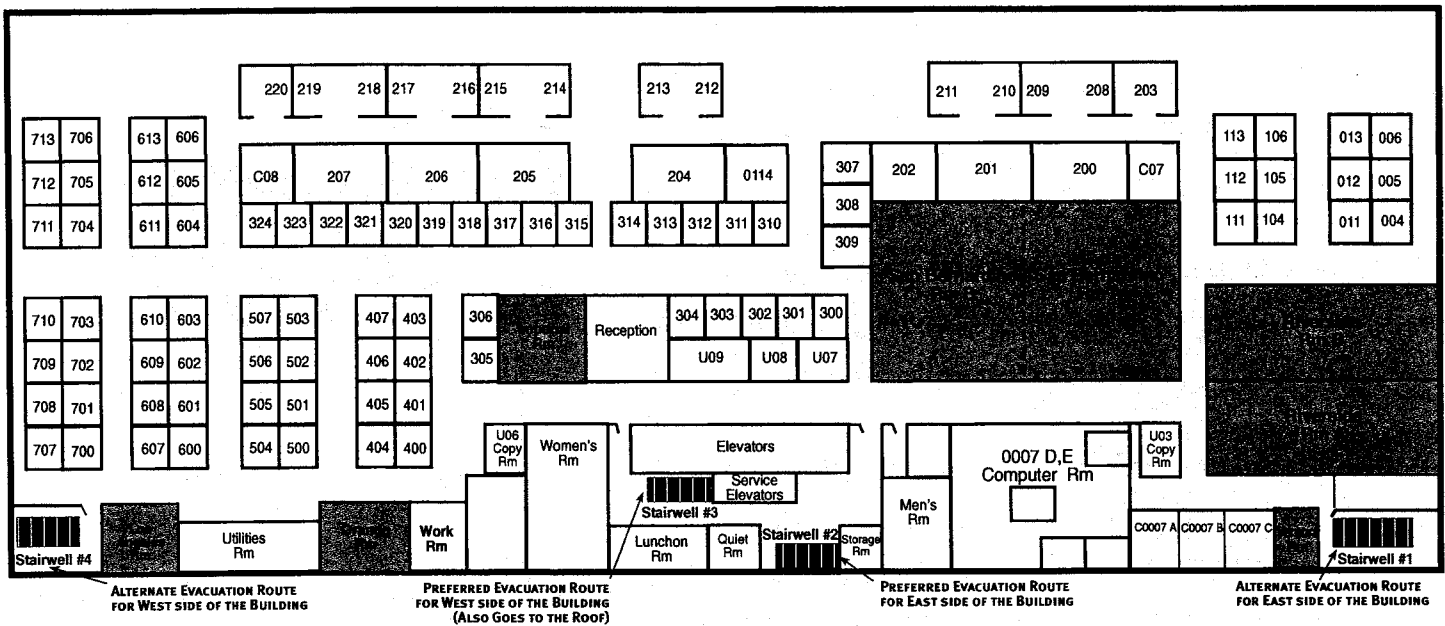 220 219 218 217 216 215 214
213 212
211 210 209 208 203
713 706
712 705
711 704
613 606
612 605
611 604
C08 207 206 205
324 323 322 321 320 319 318 317 316 315
204 0114
314 313 312 311 310
307
308
309
202 201 200 C07
113 106
112 105
111 104
013 006
012 005
011 004
710 703
709 702
708 701
707 700
610 603
609 602
608 601
607 600
507 503
506 502
505 501
504 500
407 403
406 402
405 401
404 400
306
305
Reception
304 303 302 301 300
U09 U08 U07
U06
Copy
Rm
Women's
Rm
Elevators
Service
Elevators
Stairwell #3
0007 D,E
Computer Rm
U03
Copy
Rm
Stairwell #4
Utilities
Rm
Work
Rm
Lunchon
Rm
Quiet
Rm
Stairwell #2
Storage
Rm
Men's
Rm
C0007 A C0007 B C0007 C
Stairwell #1
ALTERNATE EVACUATION ROUTE
FOR WEST SIDE OF THE BUILDING
PREFERRED EVACUATION ROUTE
FOR WEST SIDE OF THE BUILDING
(ALSO GOES TO THE ROOF)
PREFERRED EVACUATION ROUTE
FOR EAST SIDE OF THE BUILDING
ALTERNATE EVACUATION ROUTE
FOR EAST SIDE OF THE BUILDING